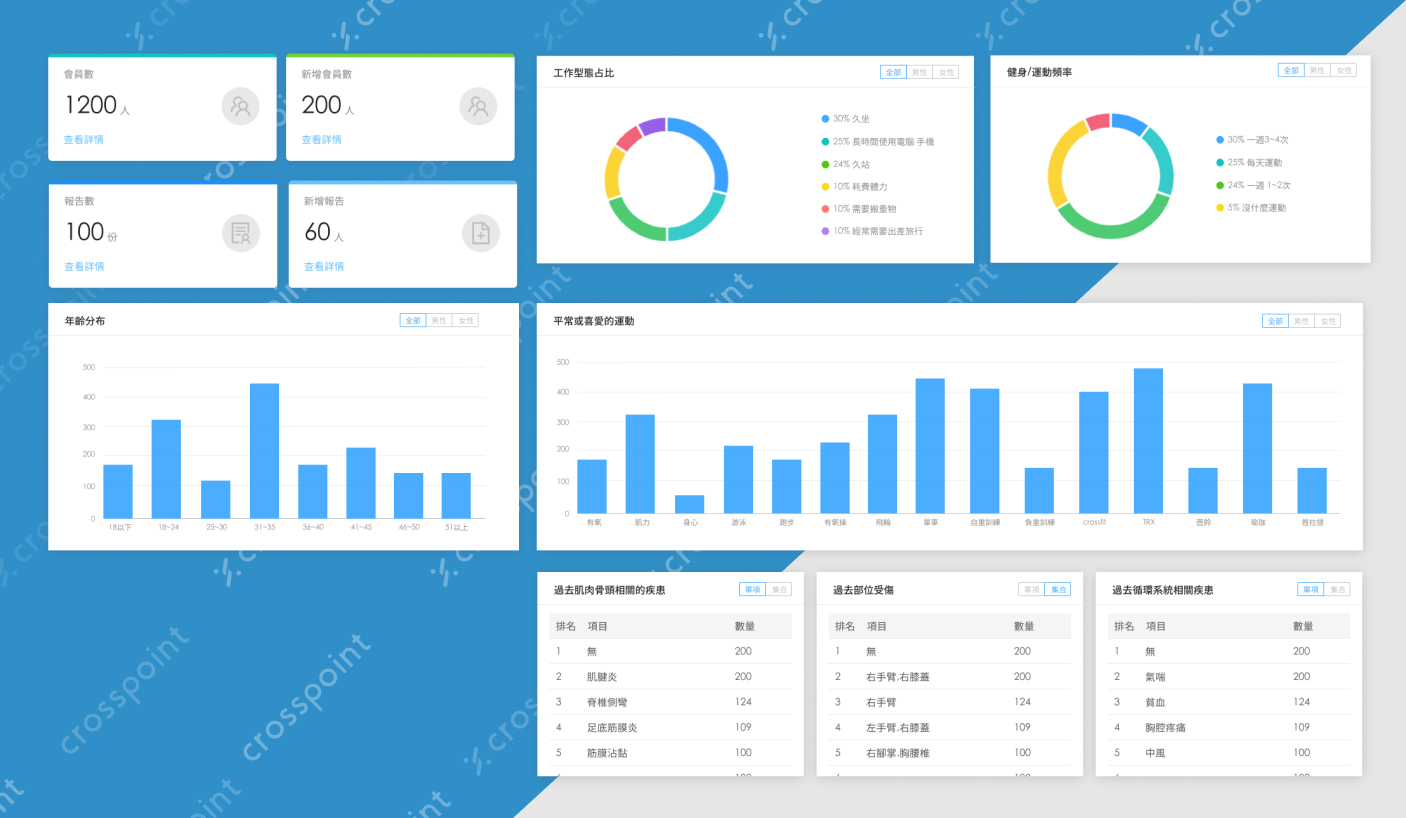 會員數
1200 人
查看詳情
新增會員數
200 人
查看詳情
報告數
100 份
查看詳情
新增報告
60 人
查看詳情
工作型態占比
全部 男性 女性
30% 久坐
25% 長時間使用電腦 手機
24% 久站
10% 耗費體力
10% 需要搬重物
10% 經常需要出差旅行
健身/運動頻率
全部 男性 女性
30% 一週3~4次
25% 每天運動
24% 一週 1~2次
5% 沒什麼運動
年齡分布
全部 男性 女性
500
400
300
200
100
0
18以下 18~24 25~30 31~35 36~40 41~45 46~50 51以上
平常或喜愛的運動
全部 男性 女性
500
400
300
200
100
0
有氧 肌力 身心 游泳 跑步 有氧操 飛輪 單車 自重訓練 負重訓練 crossfit TRX 壺鈴 瑜珈 普拉提
過去肌肉骨頭相關的疾患
單項 集合
排名 項目 數量
1 無 200
2 肌腱炎 200
3 脊椎側彎 124
4 足底筋膜炎 109
5 筋膜沾黏 100
過去部位受傷
單項 集合
排名 項目 數量
1 無 200
2 右手臂,右膝蓋 200
3 右手臂 124
4 左手臂,右膝蓋 109
5 右腳掌.胸腰椎 100
過去循環系統相關疾患
單項 集合
排名 項目 數量
1 無 200
2 氣喘 200
3 貧血 124
4 胸腔疼痛 109
5 中風 100
crosspoint
crosspoint